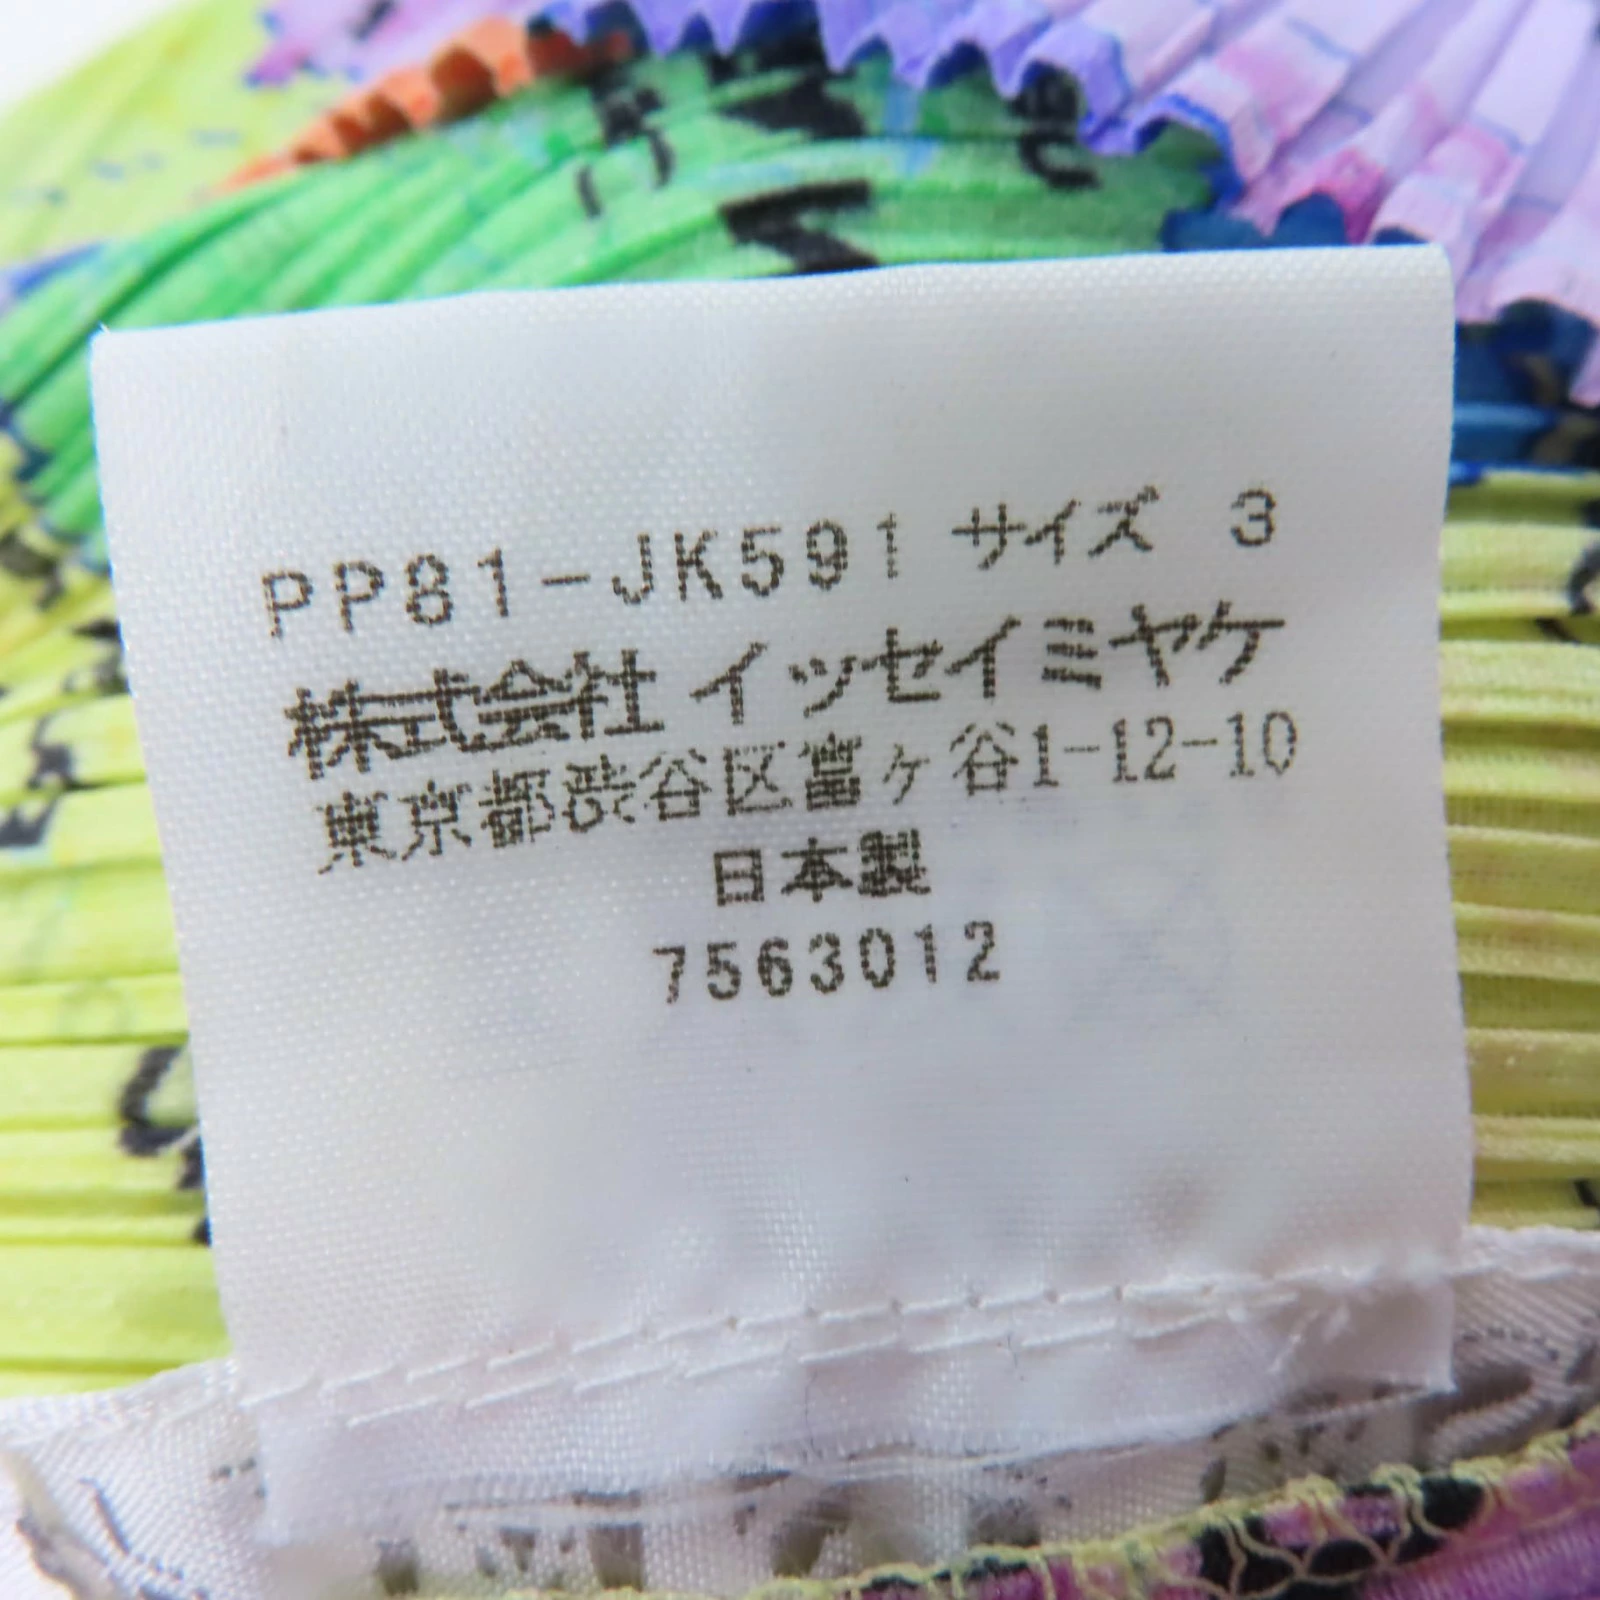 PP81-JK591 サイズ 3
株式会社 イッセイミヤケ
東京都渋谷区富ヶ谷1-12-10
日本製
7563012